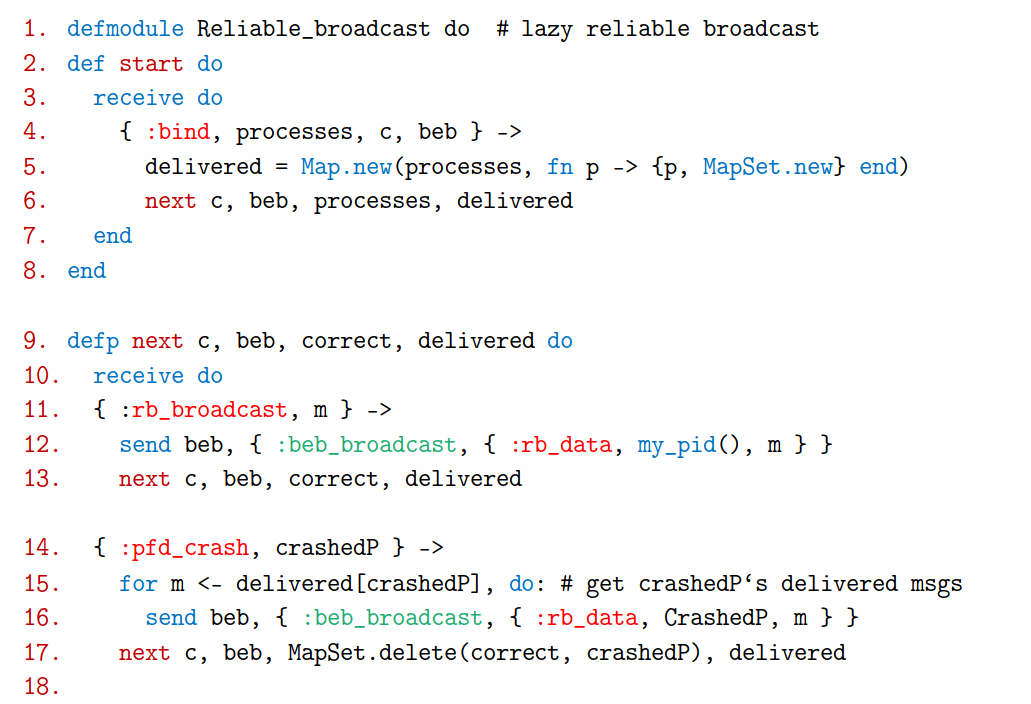 1. defmodule Reliable_broadcast do  # lazy reliable broadcast
2. def start do
3.   receive do
4.     { :bind, processes, c, beb } ->
5.       delivered = Map.new(processes, fn p -> {p, MapSet.new} end)
6.       next c, beb, processes, delivered
7.   end
8. end
9. defp next c, beb, correct, delivered do
10.   receive do
11.   { :rb_broadcast, m } ->
12.     send beb, { :beb_broadcast, { :rb_data, my_pid(), m } }
13.     next c, beb, correct, delivered
14.   { :pfd_crash, crashedP } ->
15.     for m <- delivered[crashedP], do: # get crashedP‘s delivered msgs
16.       send beb, { :beb_broadcast, { :rb_data, CrashedP, m } }
17.     next c, beb, MapSet.delete(correct, crashedP), delivered
18.